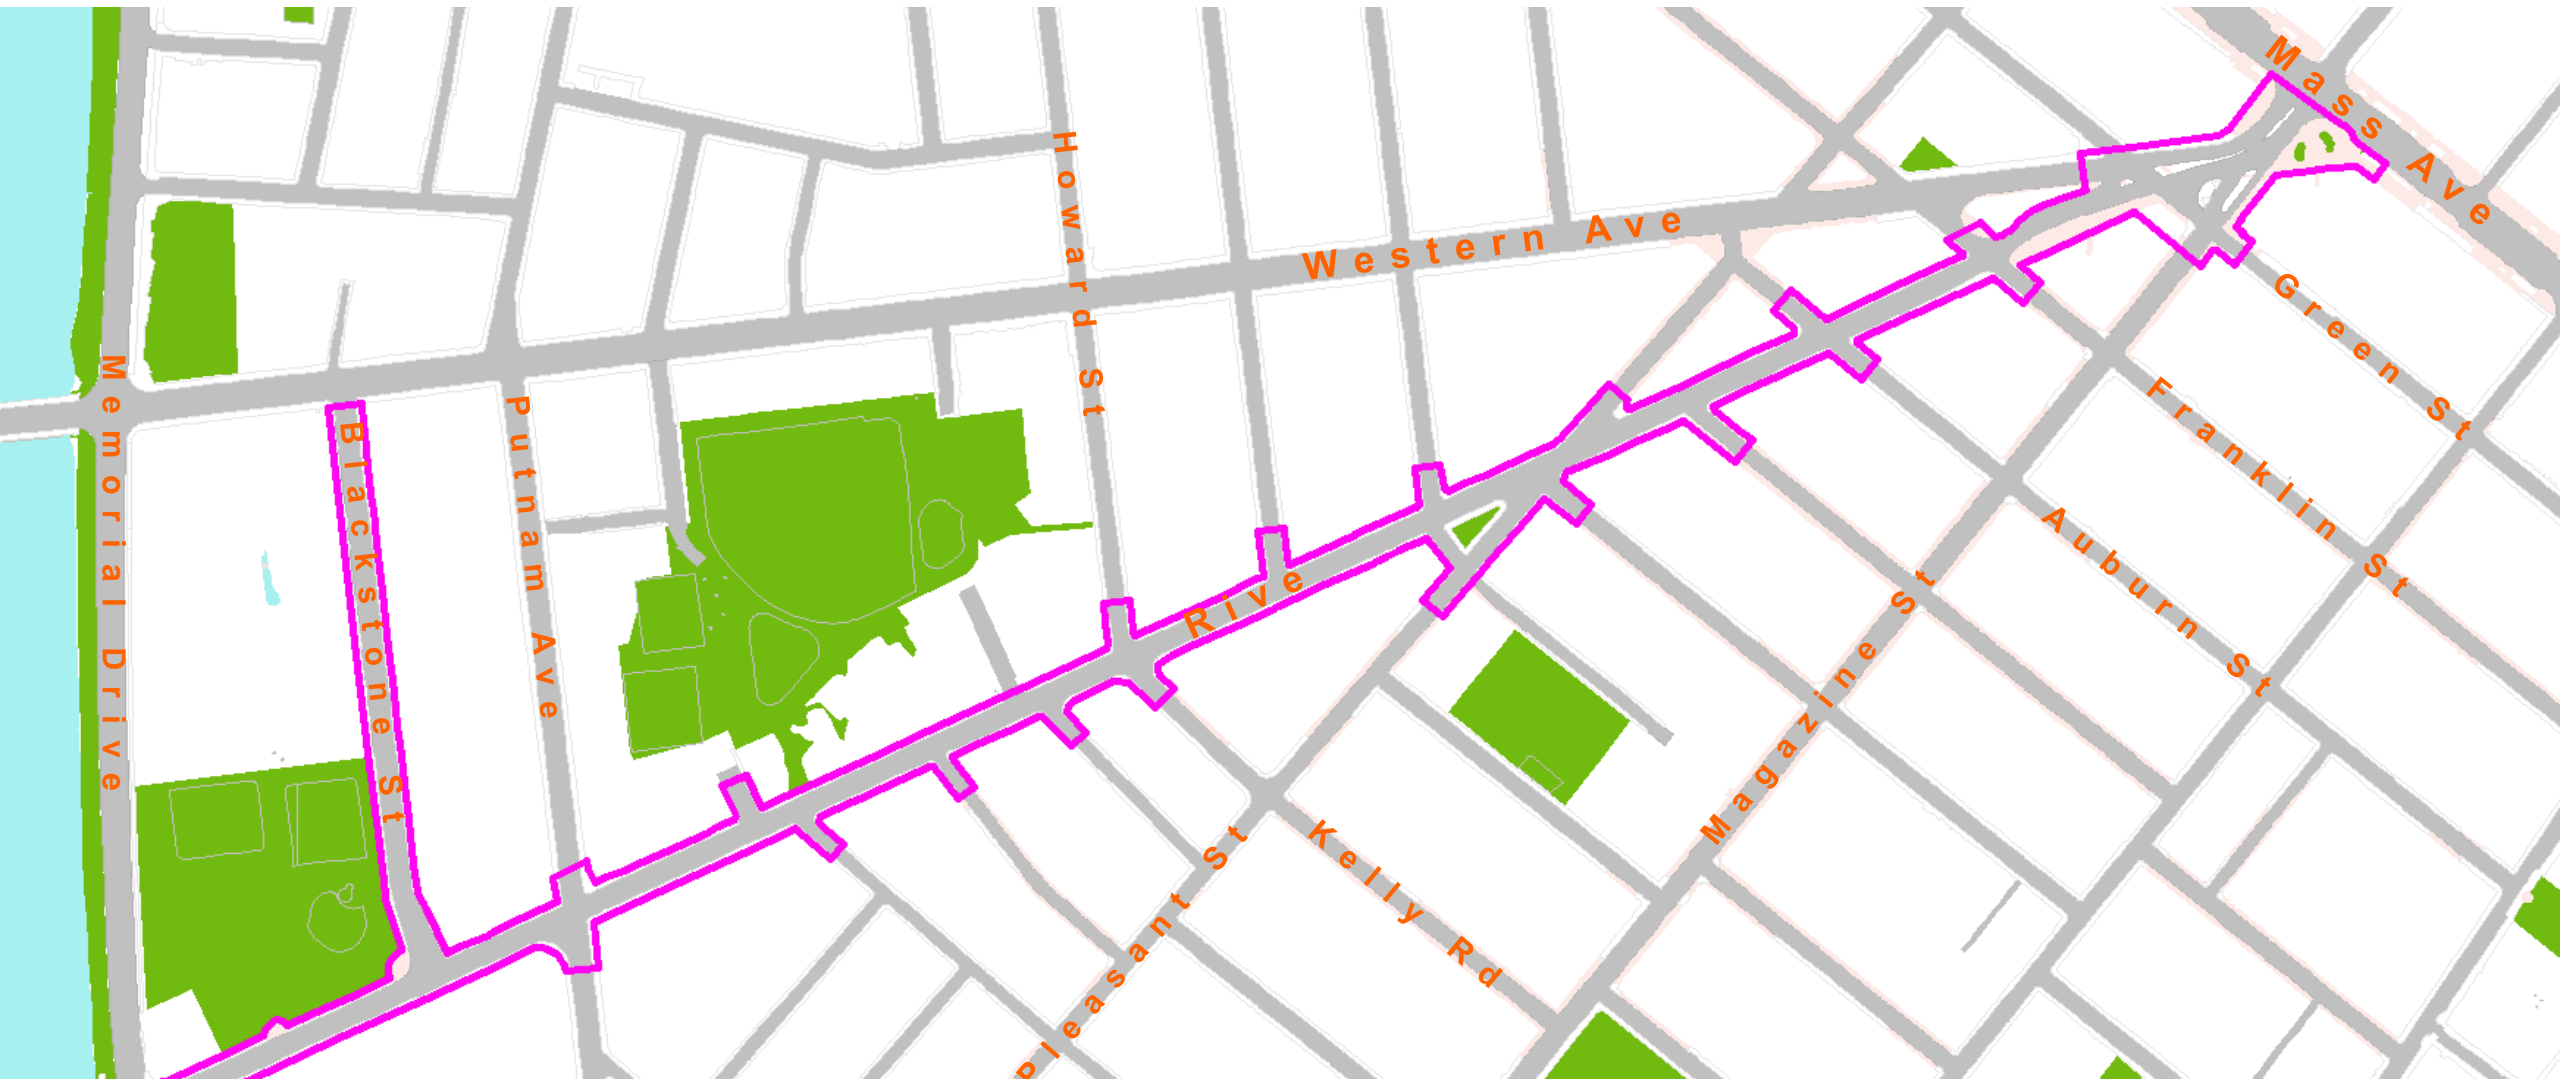 Mass Ave
Howard St
Western Ave
Green St
Memorial Drive
Putnam Ave
Blackstone St
Franklin St
Auburn St
Rive
Magazine St
Kelly Rd
Pleasant St